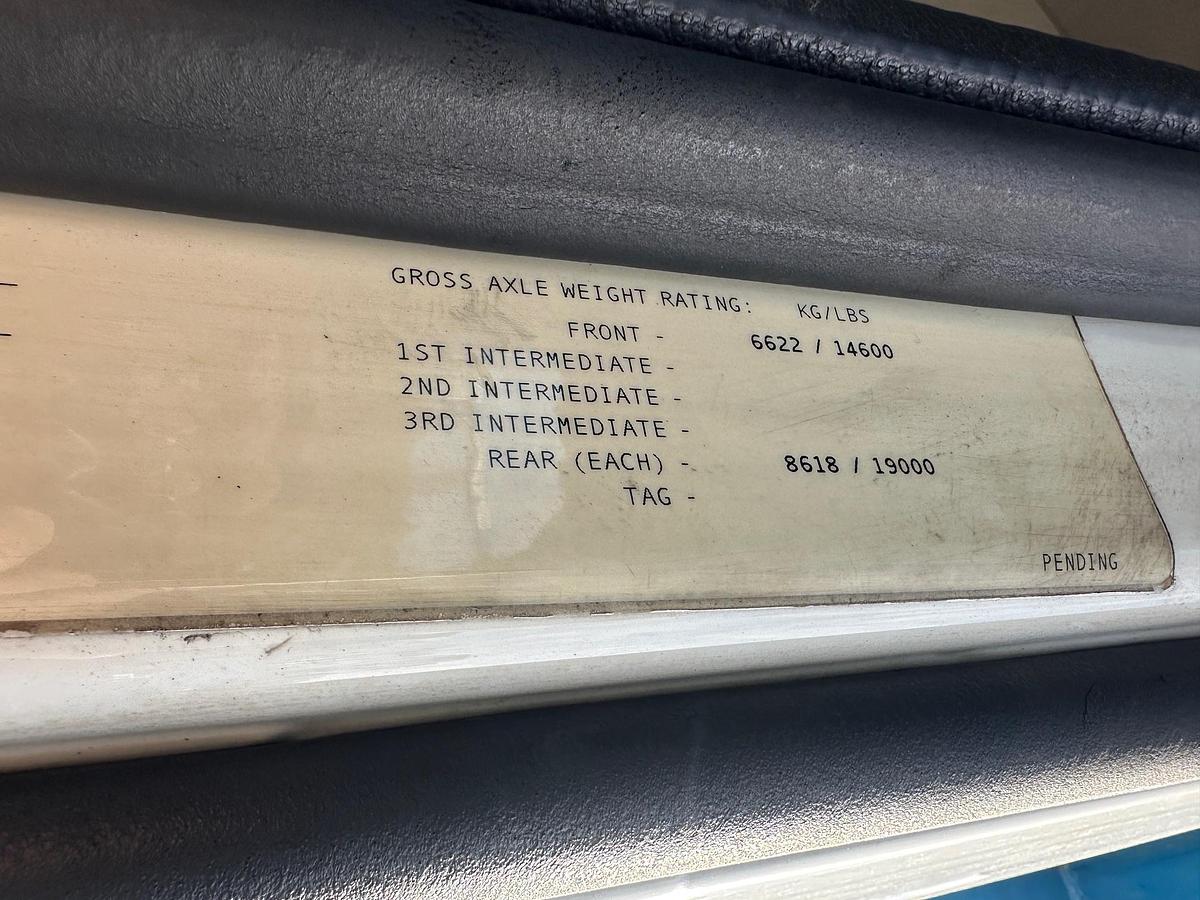 GROSS AXLE WEIGHT RATING: KG/LBS
FRONT - 6622 / 14600
1ST INTERMEDIATE -
2ND INTERMEDIATE -
3RD INTERMEDIATE -
REAR (EACH) - 8618 / 19000
TAG -
PENDING